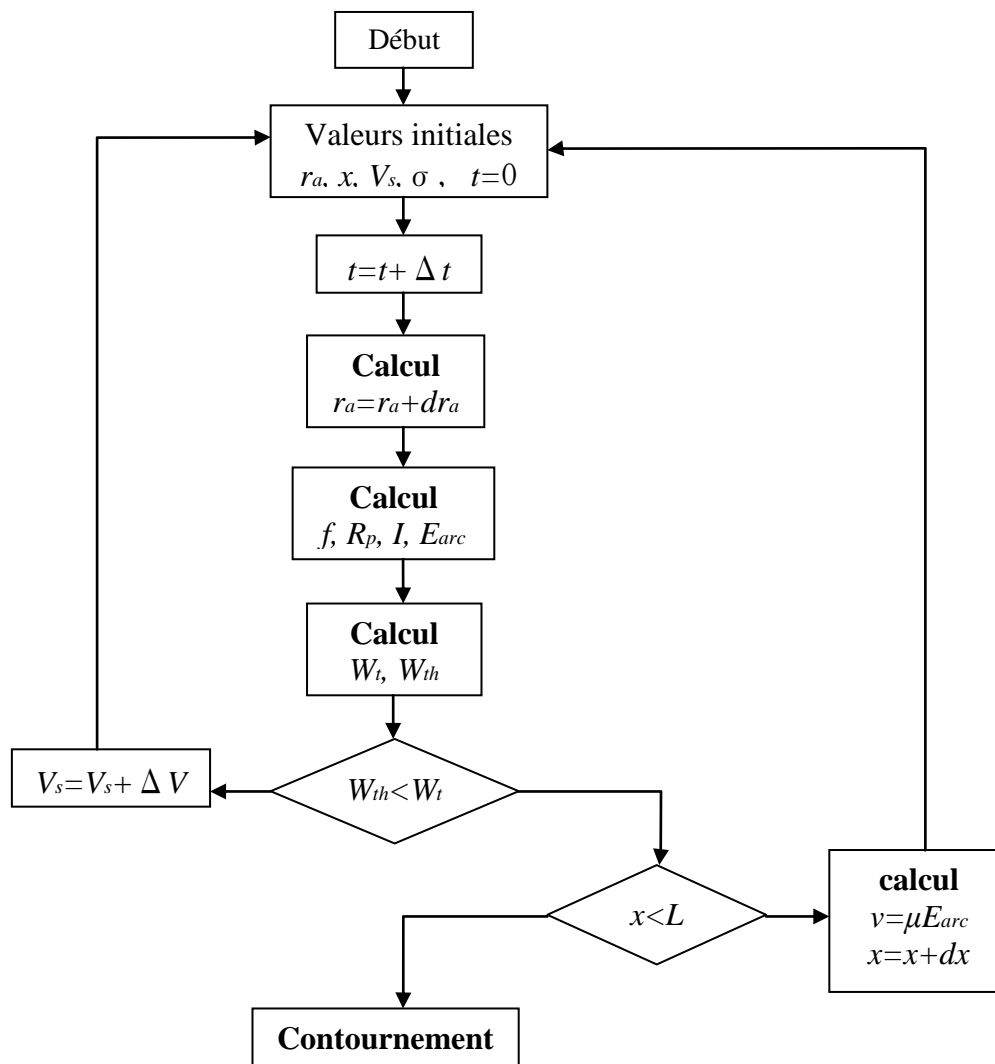 Début
Valeurs initiales
ra, x, Vs, σ , t=0
t=t+ Δ t
Calcul
ra=ra+dra
Calcul
f, Rp, I, Earc
Calcul
Wt, Wth
Vs=Vs+ Δ V
Wth<Wt
x<L
calcul
v=μEarc
x=x+dx
Contournement